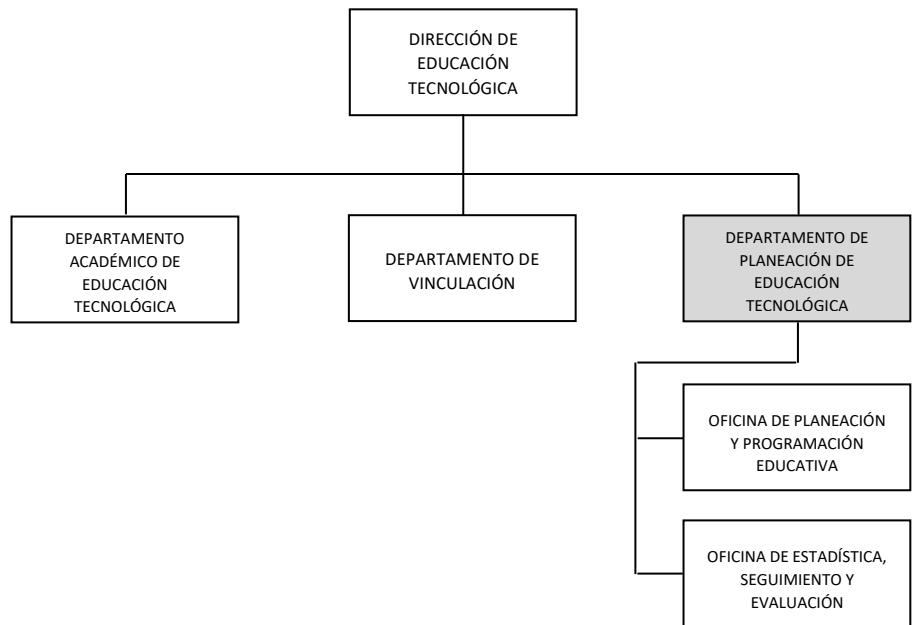 DIRECCIÓN DE
EDUCACIÓN
TECNOLÓGICA
DEPARTAMENTO
ACADÉMICO DE
EDUCACIÓN
TECNOLÓGICA
DEPARTAMENTO DE
VINCULACIÓN
DEPARTAMENTO DE
PLANEACIÓN DE
EDUCACIÓN
TECNOLÓGICA
OFICINA DE PLANEACIÓN
Y PROGRAMACIÓN
EDUCATIVA
OFICINA DE ESTADÍSTICA,
SEGUIMIENTO Y
EVALUACIÓN